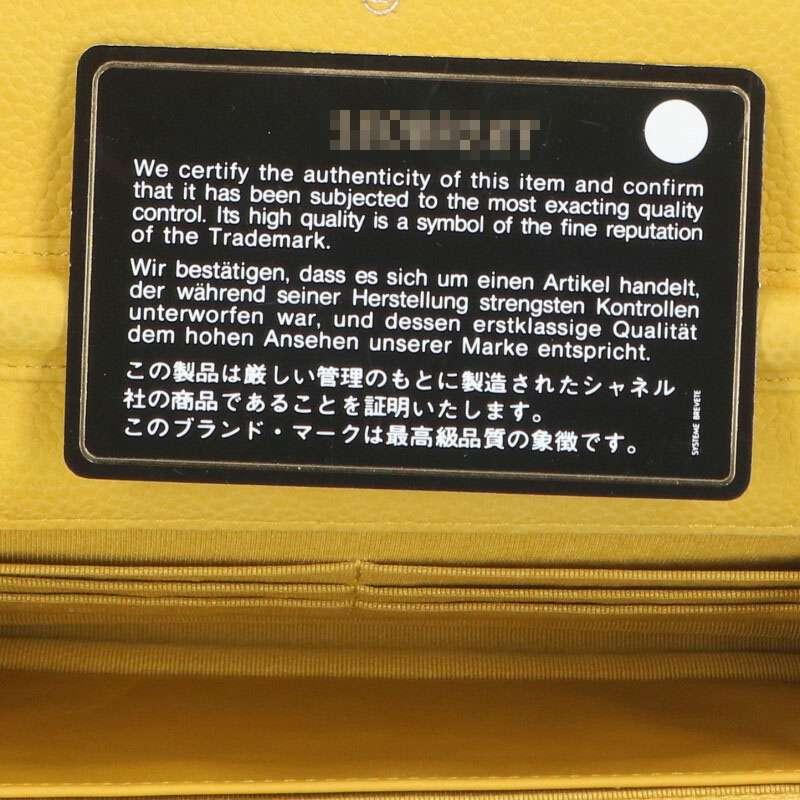 We certify the authenticity of this item and confirm
that it has been subjected to the most exacting quality
control. Its high quality is a symbol of the fine reputation
of the Trademark.
Wir bestätigen, dass es sich um einen Artikel handelt,
der während seiner Herstellung strengsten Kontrollen
unterworfen war, und dessen erstklassige Qualität
dem hohen Ansehen unserer Marke entspricht.
この製品は厳しい管理のもとに製造されたシャネル
社の商品であることを証明いたします。
このブランド・マークは最高級品質の象徴です。
SYSTEME BREVETE